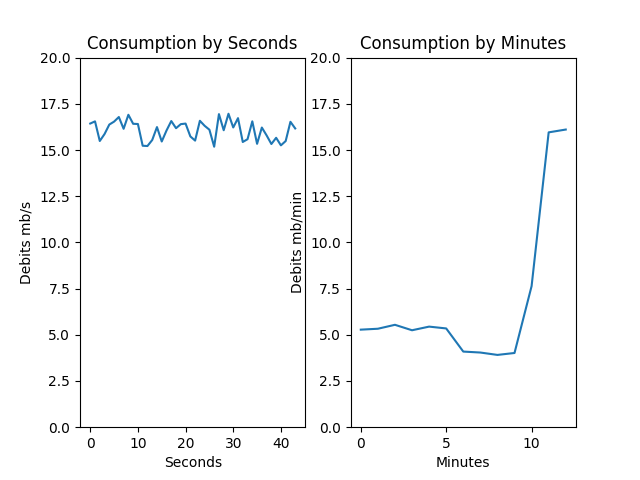 Consumption by Seconds
20.0
17.5
15.0
12.5
10.0
7.5
5.0
2.5
0.0
Debits mb/s
0 10 20 30 40
Seconds
Consumption by Minutes
20.0
17.5
15.0
12.5
10.0
7.5
5.0
2.5
0.0
Debits mb/min
0 5 10
Minutes